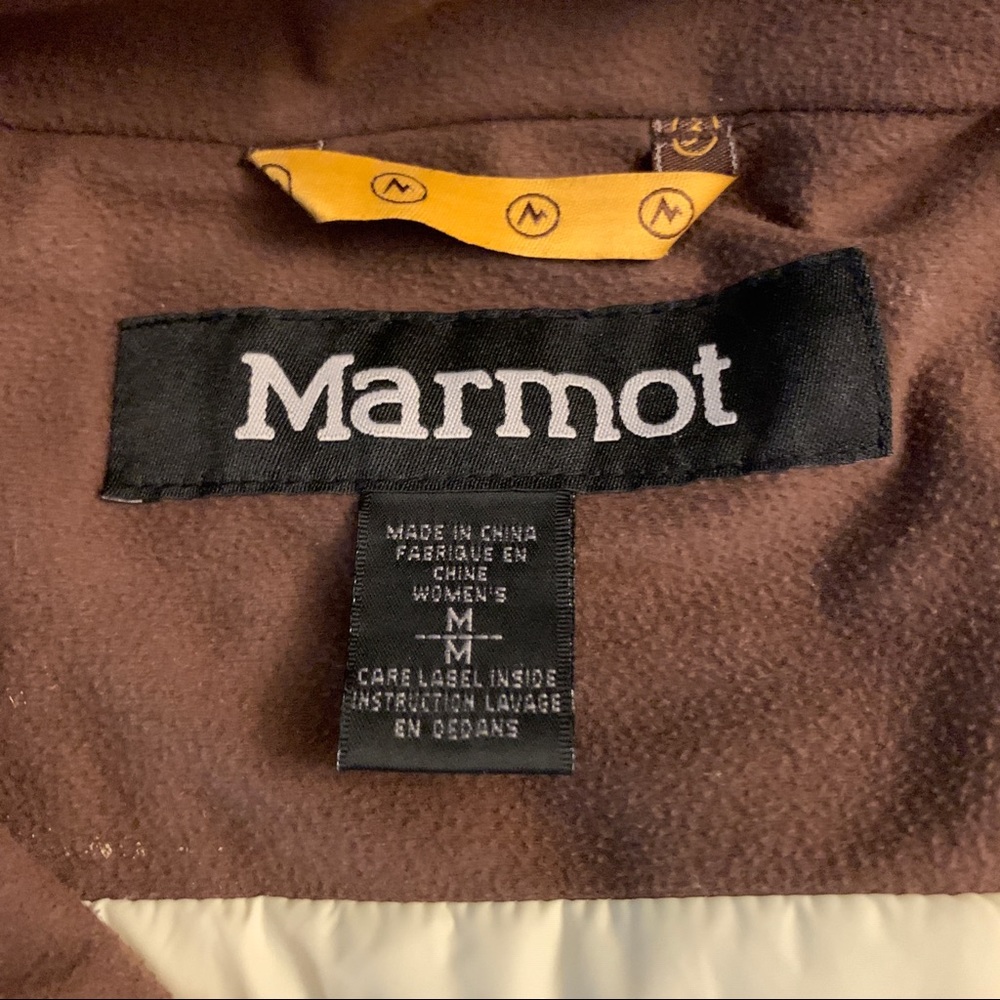 Marmot
MADE IN CHINA
FABRIQUE EN
CHINE
WOMEN'S
M
M
CARE LABEL INSIDE
INSTRUCTION LAVAGE
EN DEDANS